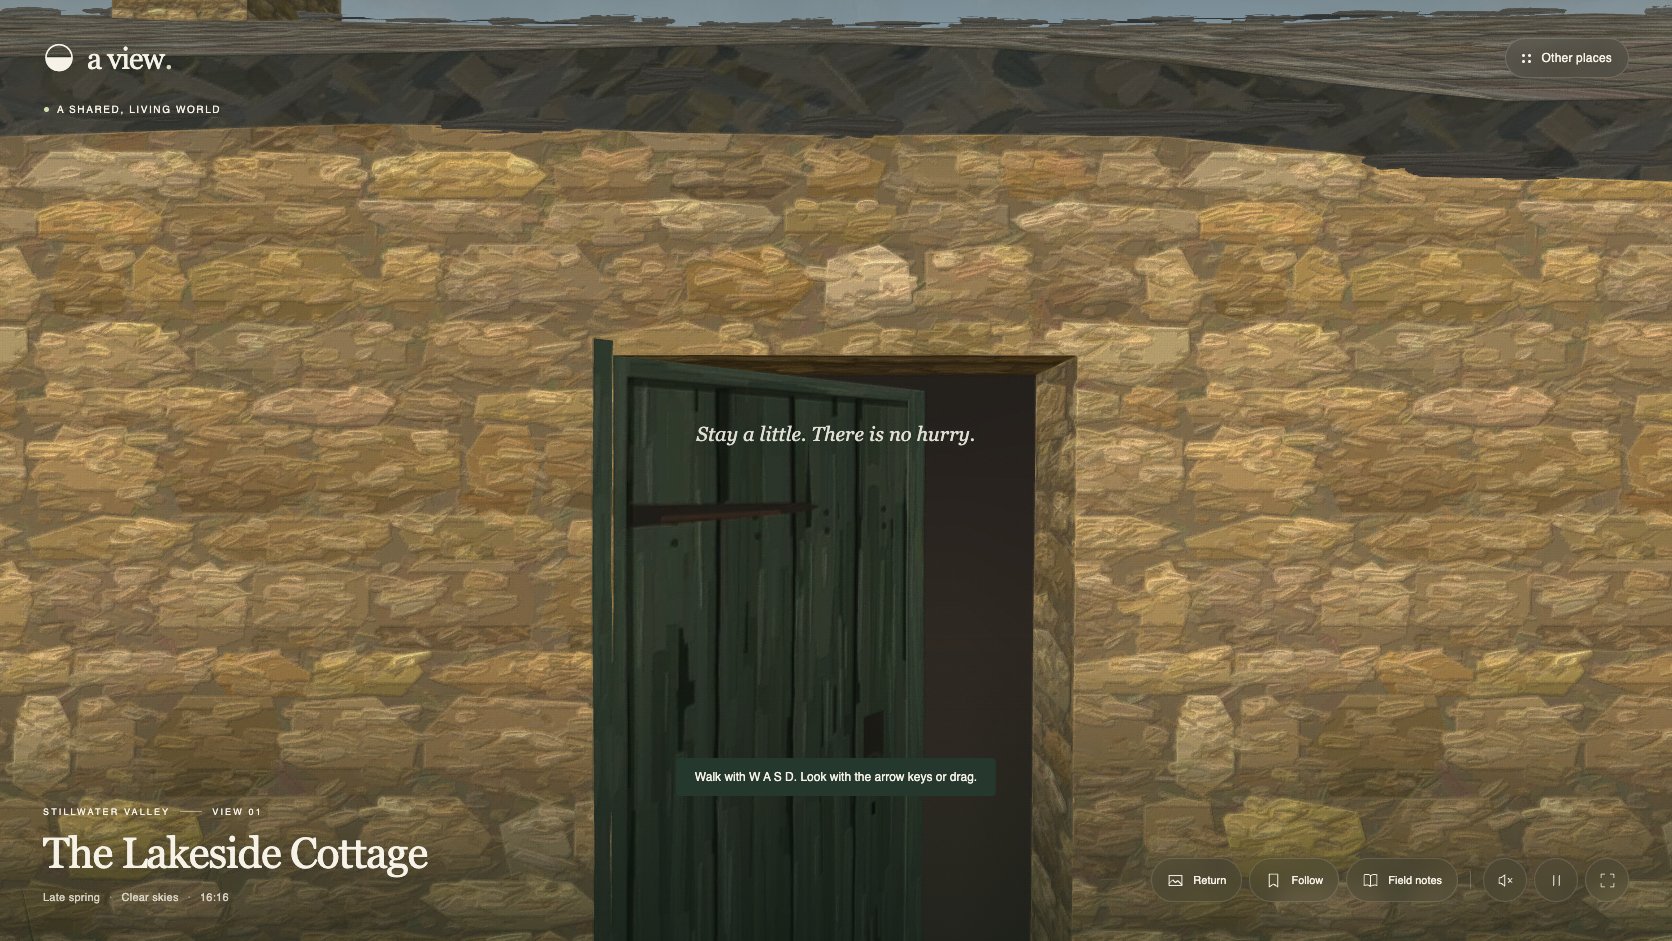 a view.
Other places
A SHARED, LIVING WORLD
Stay a little. There is no hurry.
Walk with W A S D. Look with the arrow keys or drag.
STILLWATER VALLEY — VIEW 01
The Lakeside Cottage
Late spring · Clear skies · 16:16
Return
Follow
Field notes